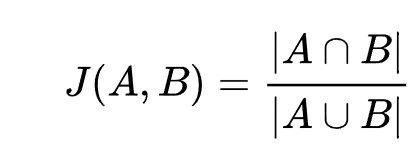 J(A, B) = |A ∩ B| / |A ∪ B|